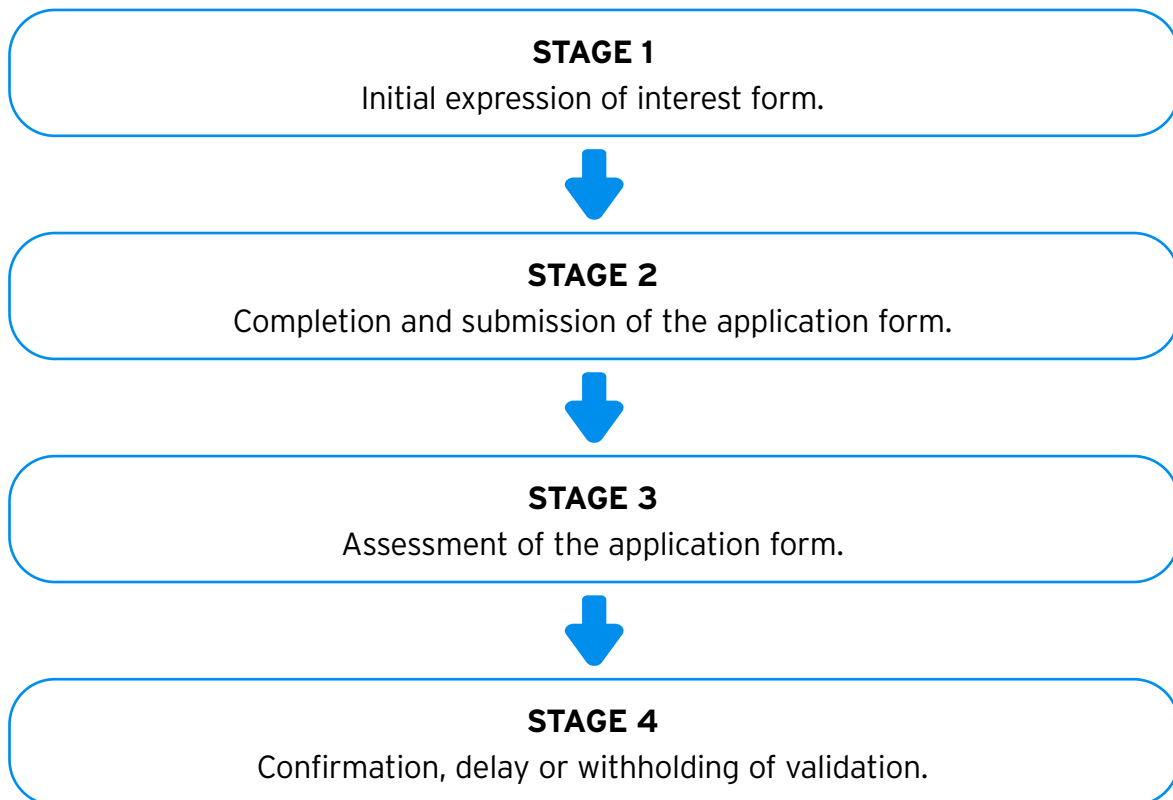 STAGE 1
Initial expression of interest form.
STAGE 2
Completion and submission of the application form.
STAGE 3
Assessment of the application form.
STAGE 4
Confirmation, delay or withholding of validation.